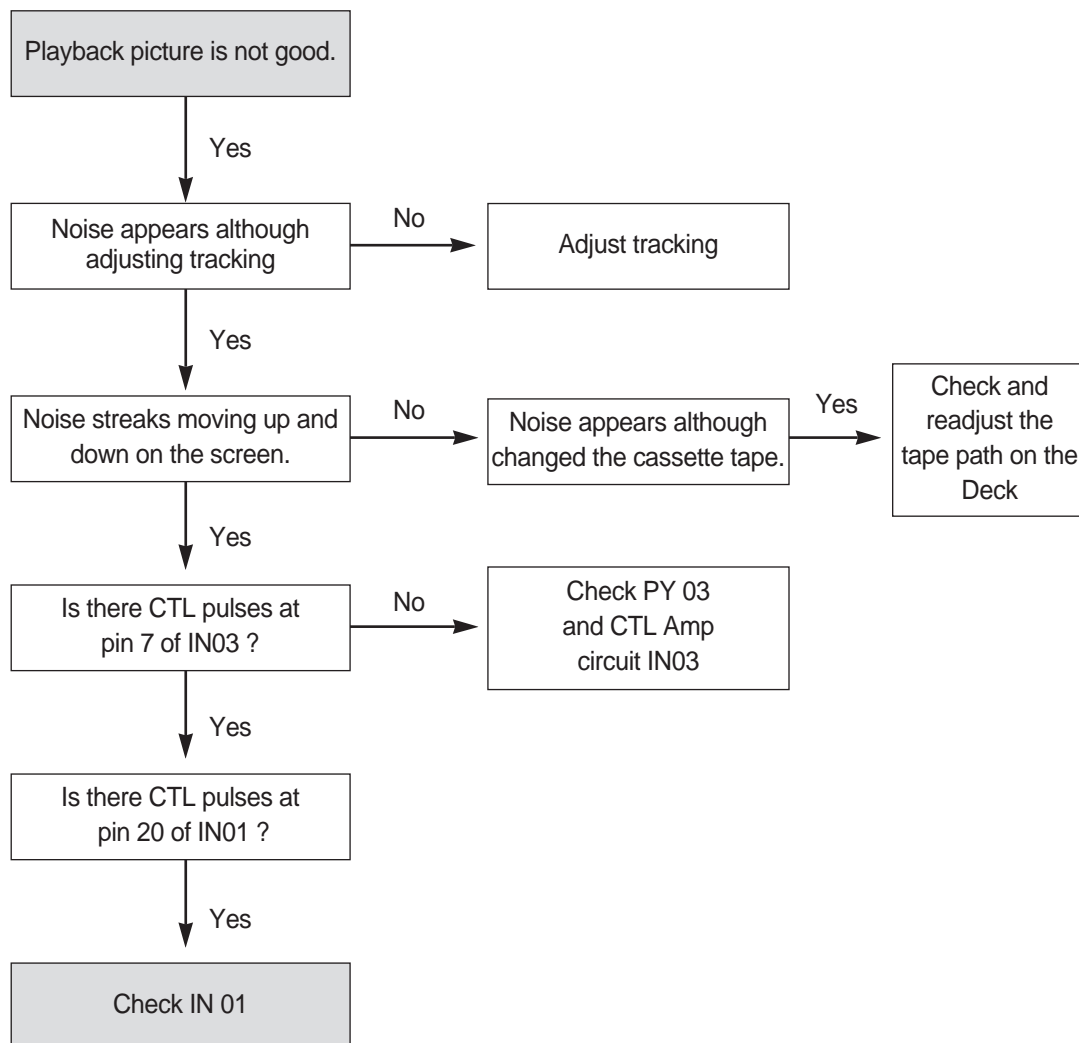 Playback picture is not good.
Yes
Noise appears although
adjusting tracking
No
Adjust tracking
Yes
Noise streaks moving up and
down on the screen.
No
Noise appears although
changed the cassette tape.
Yes
Check and
readjust the
tape path on the
Deck
Yes
Is there CTL pulses at
pin 7 of IN03 ?
No
Check PY 03
and CTL Amp
circuit IN03
Yes
Is there CTL pulses at
pin 20 of IN01 ?
Yes
Check IN 01